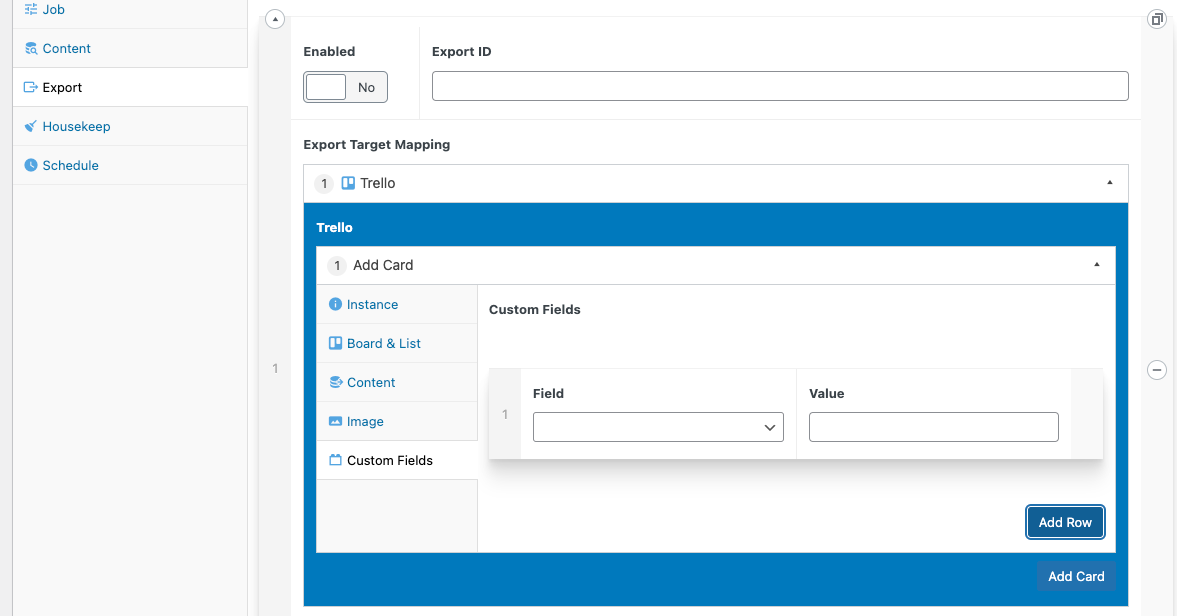 Job
Content
Export
Housekeep
Schedule
Enabled
Export ID
No
Export Target Mapping
1 Trello
Trello
1 Add Card
Instance
Custom Fields
Board & List
1
Content
Field
Value
1
Image
Custom Fields
Add Row
Add Card